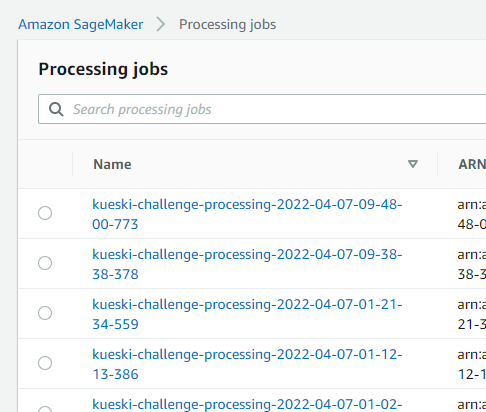 Amazon SageMaker > Processing jobs
Processing jobs
Search processing jobs
Name ARN
kueski-challenge-processing-2022-04-07-09-48- arn:a
00-773 48-0
kueski-challenge-processing-2022-04-07-09-38- arn:a
38-378 38-3
kueski-challenge-processing-2022-04-07-01-21- arn:a
34-559 21-3
kueski-challenge-processing-2022-04-07-01-12- arn:a
13-386 12-1
kueski-challenge-processing-2022-04-07-01-02- arn:a